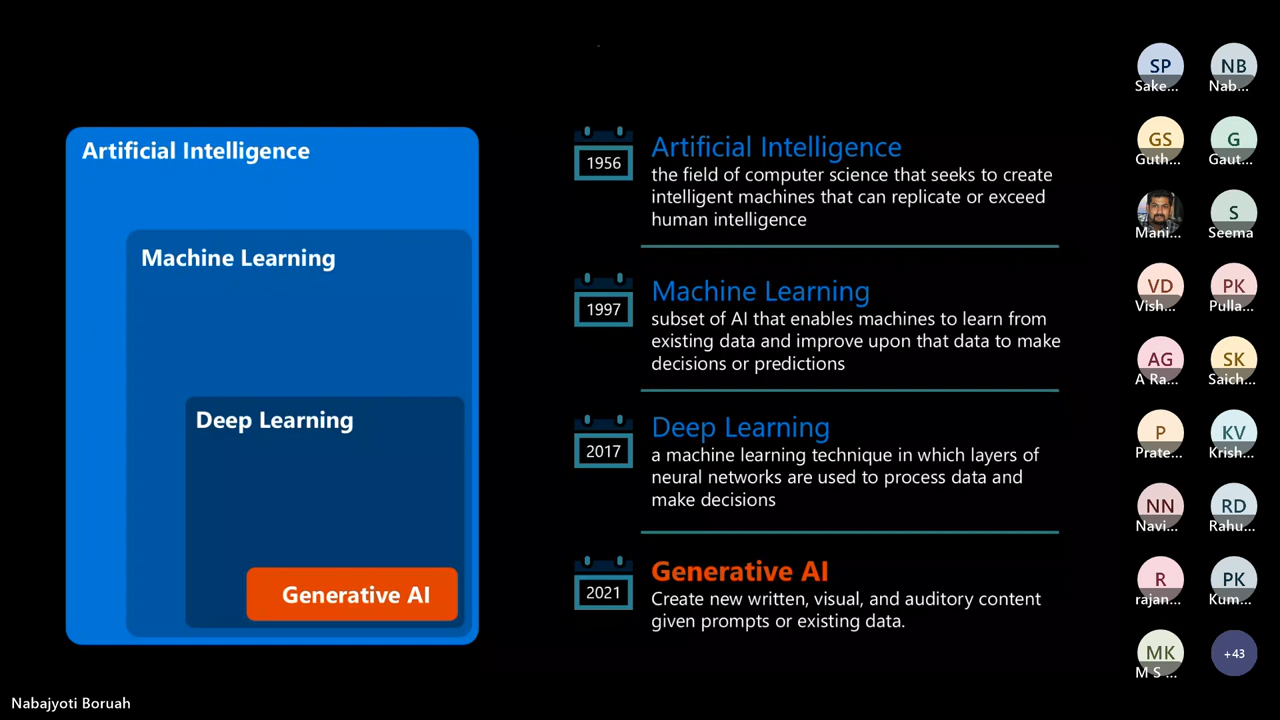 Artificial Intelligence
Machine Learning
Deep Learning
Generative AI
1956
Artificial Intelligence
the field of computer science that seeks to create
intelligent machines that can replicate or exceed
human intelligence
1997
Machine Learning
subset of AI that enables machines to learn from
existing data and improve upon that data to make
decisions or predictions
2017
Deep Learning
a machine learning technique in which layers of
neural networks are used to process data and
make decisions
2021
Generative AI
Create new written, visual, and auditory content
given prompts or existing data.
SP
Sake...
NB
Nab...
GS
Guth...
G
Gaut...
Mani...
S
Seema
VD
Vish...
PK
Pulla...
AG
A Ra...
SK
Saich...
P
Prate...
KV
Krish...
NN
Navi...
RD
Rahu...
R
rajan...
PK
Kum...
MK
M S ...
+43
Nabajyoti Boruah